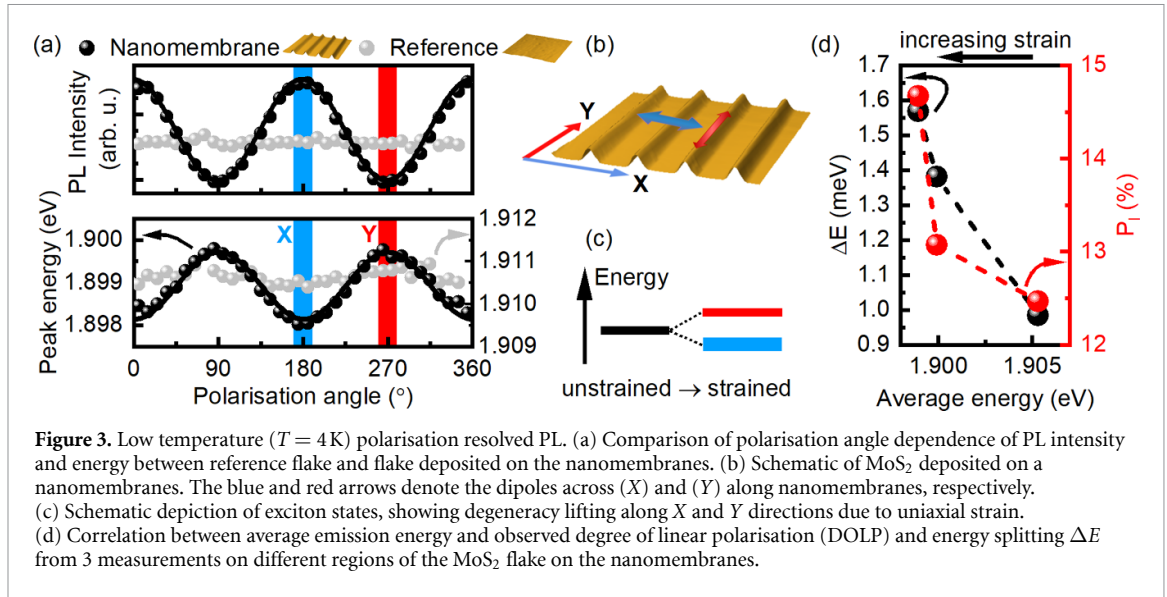 (a) Nanomembrane Reference (b) (d)
increasing strain
PL Intensity
(arb. u.)
0 90 180 270 360
Peak energy (eV)
1.900
1.899
1.898
X Y
1.912
1.911
1.910
1.909
0 90 180 270 360
Polarisation angle (°)
Y
X
(c)
Energy
unstrained → strained
ΔE (meV)
1.7
1.6
1.5
1.4
1.3
1.2
1.1
1.0
0.9
15
14
13
12
P_l (%)
1.900 1.905
Average energy (eV)
Figure 3. Low temperature (T = 4 K) polarisation resolved PL. (a) Comparison of polarisation angle dependence of PL intensity
and energy between reference flake and flake deposited on the nanomembranes. (b) Schematic of MoS₂ deposited on a
nanomembranes. The blue and red arrows denote the dipoles across (X) and (Y) along nanomembranes, respectively.
(c) Schematic depiction of exciton states, showing degeneracy lifting along X and Y directions due to uniaxial strain.
(d) Correlation between average emission energy and observed degree of linear polarisation (DOLP) and energy splitting ΔE
from 3 measurements on different regions of the MoS₂ flake on the nanomembranes.